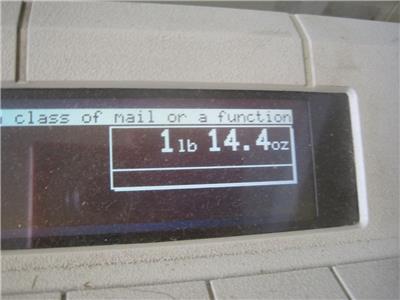 class of mail or a function
1 lb 14.4 oz